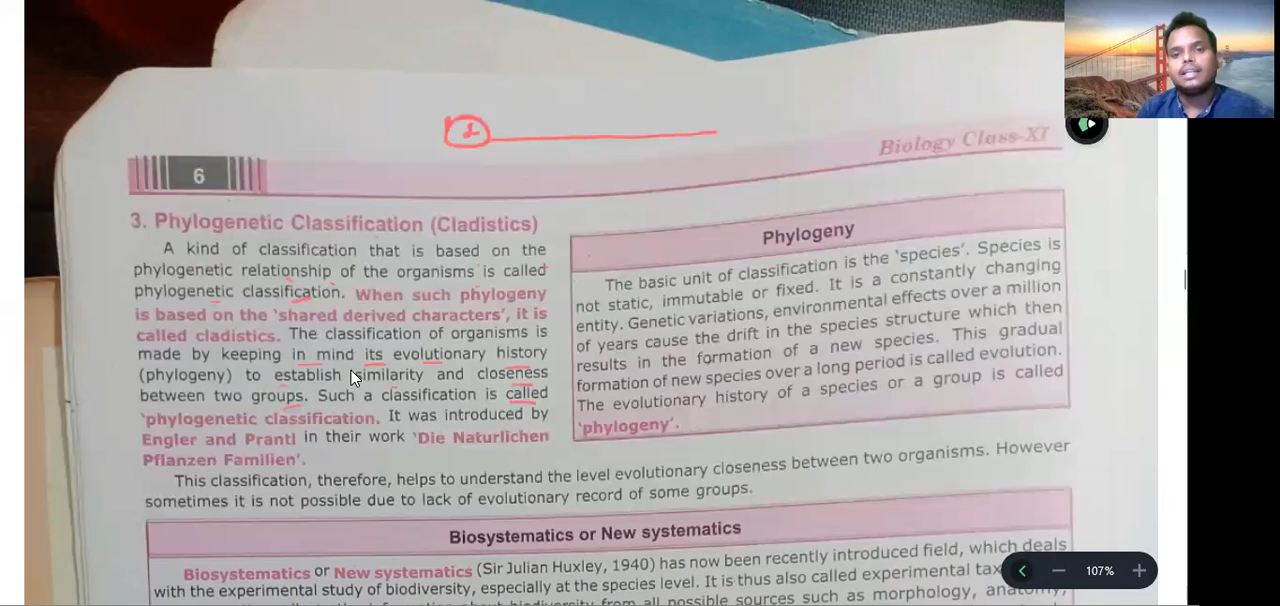 2
Biology Class-XI
6
3. Phylogenetic Classification (Cladistics)
A kind of classification that is based on the
phylogenetic relationship of the organisms is called
phylogenetic classification. When such phylogeny
is based on the 'shared derived characters', it is
called cladistics. The classification of organisms is
made by keeping in mind its evolutionary history
(phylogeny) to establish similarity and closeness
between two groups. Such a classification is called
'phylogenetic classification. It was introduced by
Engler and Prantl in their work 'Die Naturlichen
Pflanzen Familien'.
Phylogeny
The basic unit of classification is the 'species'. Species is
not static, immutable or fixed. It is a constantly changing
entity. Genetic variations, environmental effects over a million
of years cause the drift in the species structure which then
results in the formation of a new species. This gradual
formation of new species over a long period is called evolution.
The evolutionary history of a species or a group is called
'phylogeny'.
This classification, therefore, helps to understand the level evolutionary closeness between two organisms. However
sometimes it is not possible due to lack of evolutionary record of some groups.
Biosystematics or New systematics
Biosystematics or New systematics (Sir Julian Huxley, 1940) has now been recently introduced field, which deals
with the experimental study of biodiversity, especially at the species level. It is thus also called experimental
from all possible sources such as morphology,
107%